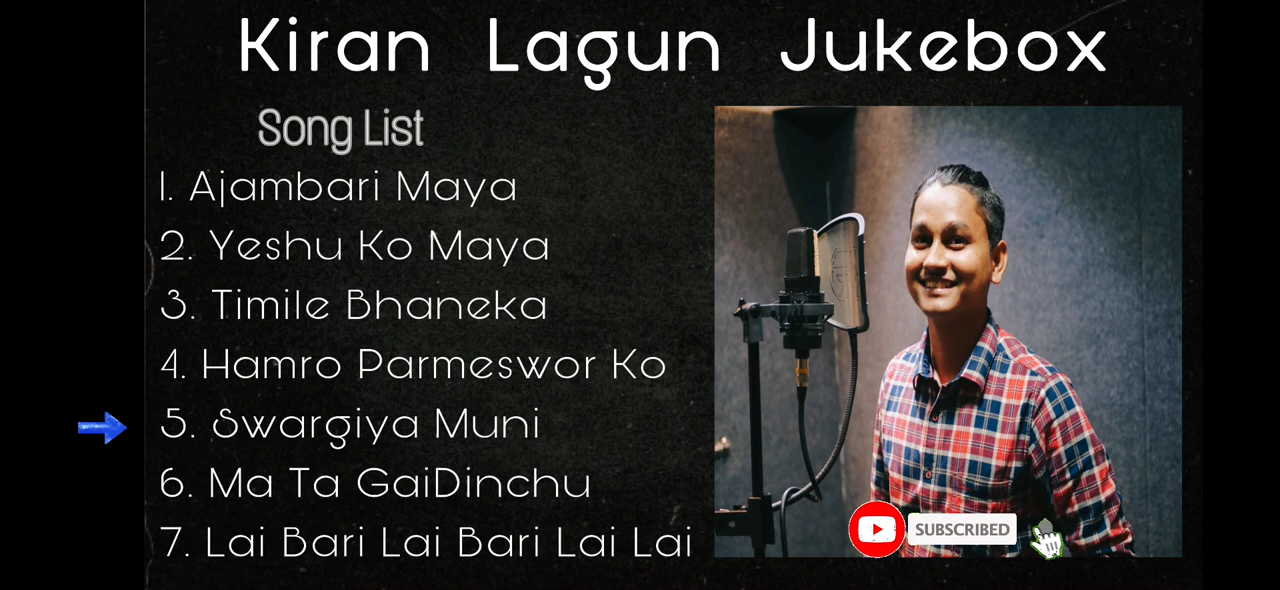 Kiran Lagun Jukebox
Song List
1. Ajambari Maya
2. Yeshu Ko Maya
3. Timile Bhaneka
4. Hamro Parmeswor Ko
5. Swargiya Muni
6. Ma Ta GaiDinchu
7. Lai Bari Lai Bari Lai Lai
SUBSCRIBED